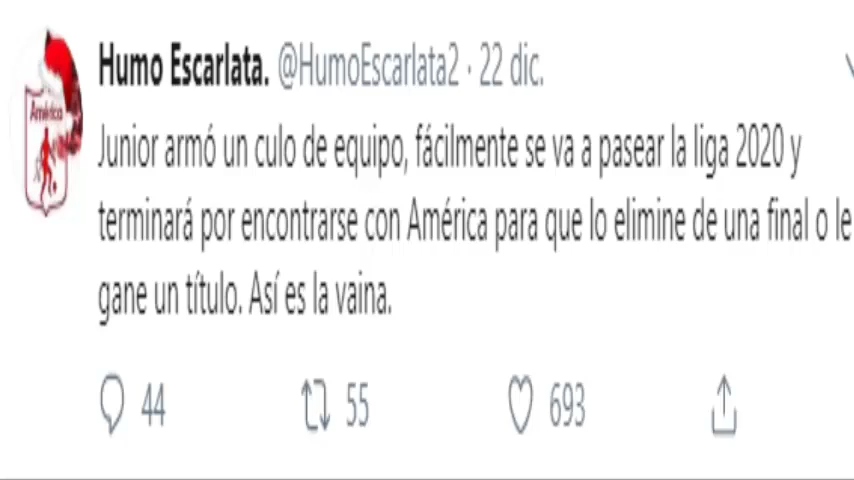 Humo Escarlata. @HumoEscarlata2 · 22 dic.
América
Junior armó un culo de equipo, fácilmente se va a pasear la liga 2020 y
terminará por encontrarse con América para que lo elimine de una final o le
gane un título. Así es la vaina.
44 55 693